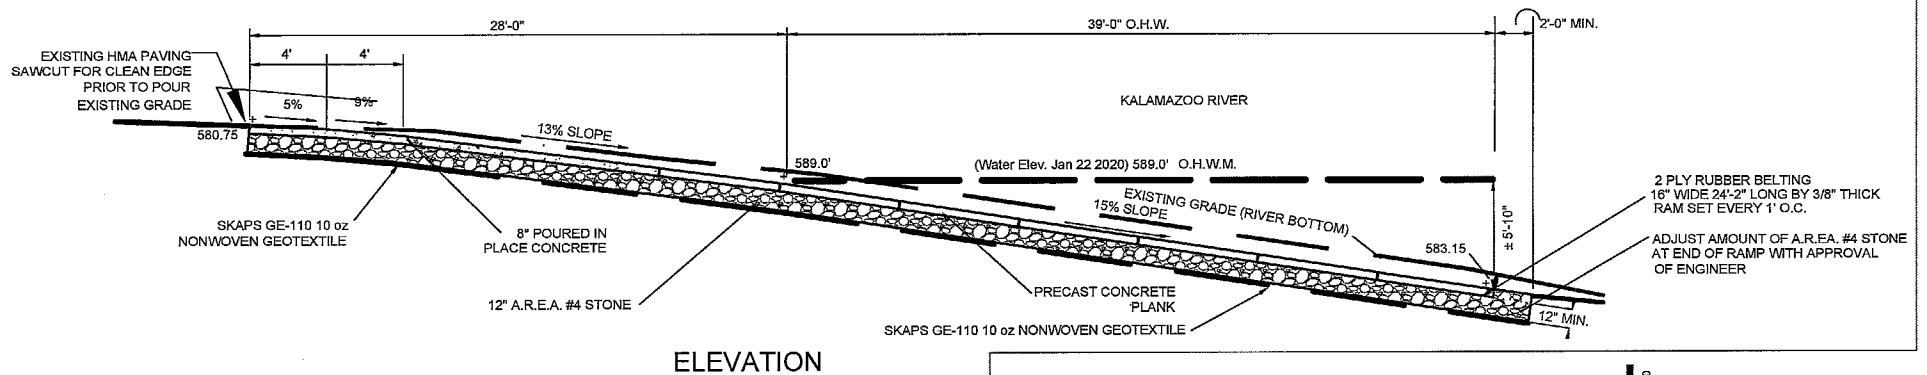 28'-0"
39'-0" O.H.W.
2'-0" MIN.
EXISTING HMA PAVING
SAWCUT FOR CLEAN EDGE
PRIOR TO POUR
EXISTING GRADE
4'
4'
5%
9%
KALAMAZOO RIVER
580.75
13% SLOPE
589.0'
(Water Elev. Jan 22 2020) 589.0' O.H.W.M.
2 PLY RUBBER BELTING
16" WIDE 24'-2" LONG BY 3/8" THICK
RAM SET EVERY 1' O.C.
EXISTING GRADE (RIVER BOTTOM)
15% SLOPE
± 5'-10"
583.15
ADJUST AMOUNT OF A.R.EA. #4 STONE
AT END OF RAMP WITH APPROVAL
OF ENGINEER
SKAPS GE-110 10 oz
NONWOVEN GEOTEXTILE
8" POURED IN
PLACE CONCRETE
12" A.R.E.A. #4 STONE
PRECAST CONCRETE
PLANK
SKAPS GE-110 10 oz NONWOVEN GEOTEXTILE
12" MIN.
ELEVATION